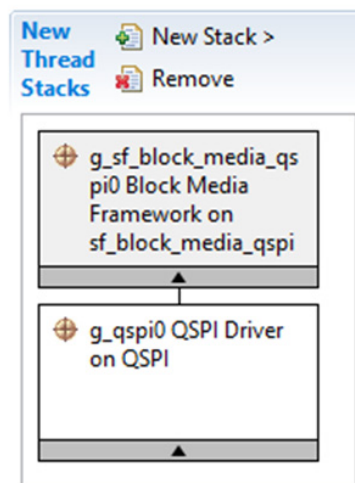 New
Thread
Stacks
New Stack >
Remove
g_sf_block_media_qs
pi0 Block Media
Framework on
sf_block_media_qspi
g_qspi0 QSPI Driver
on QSPI